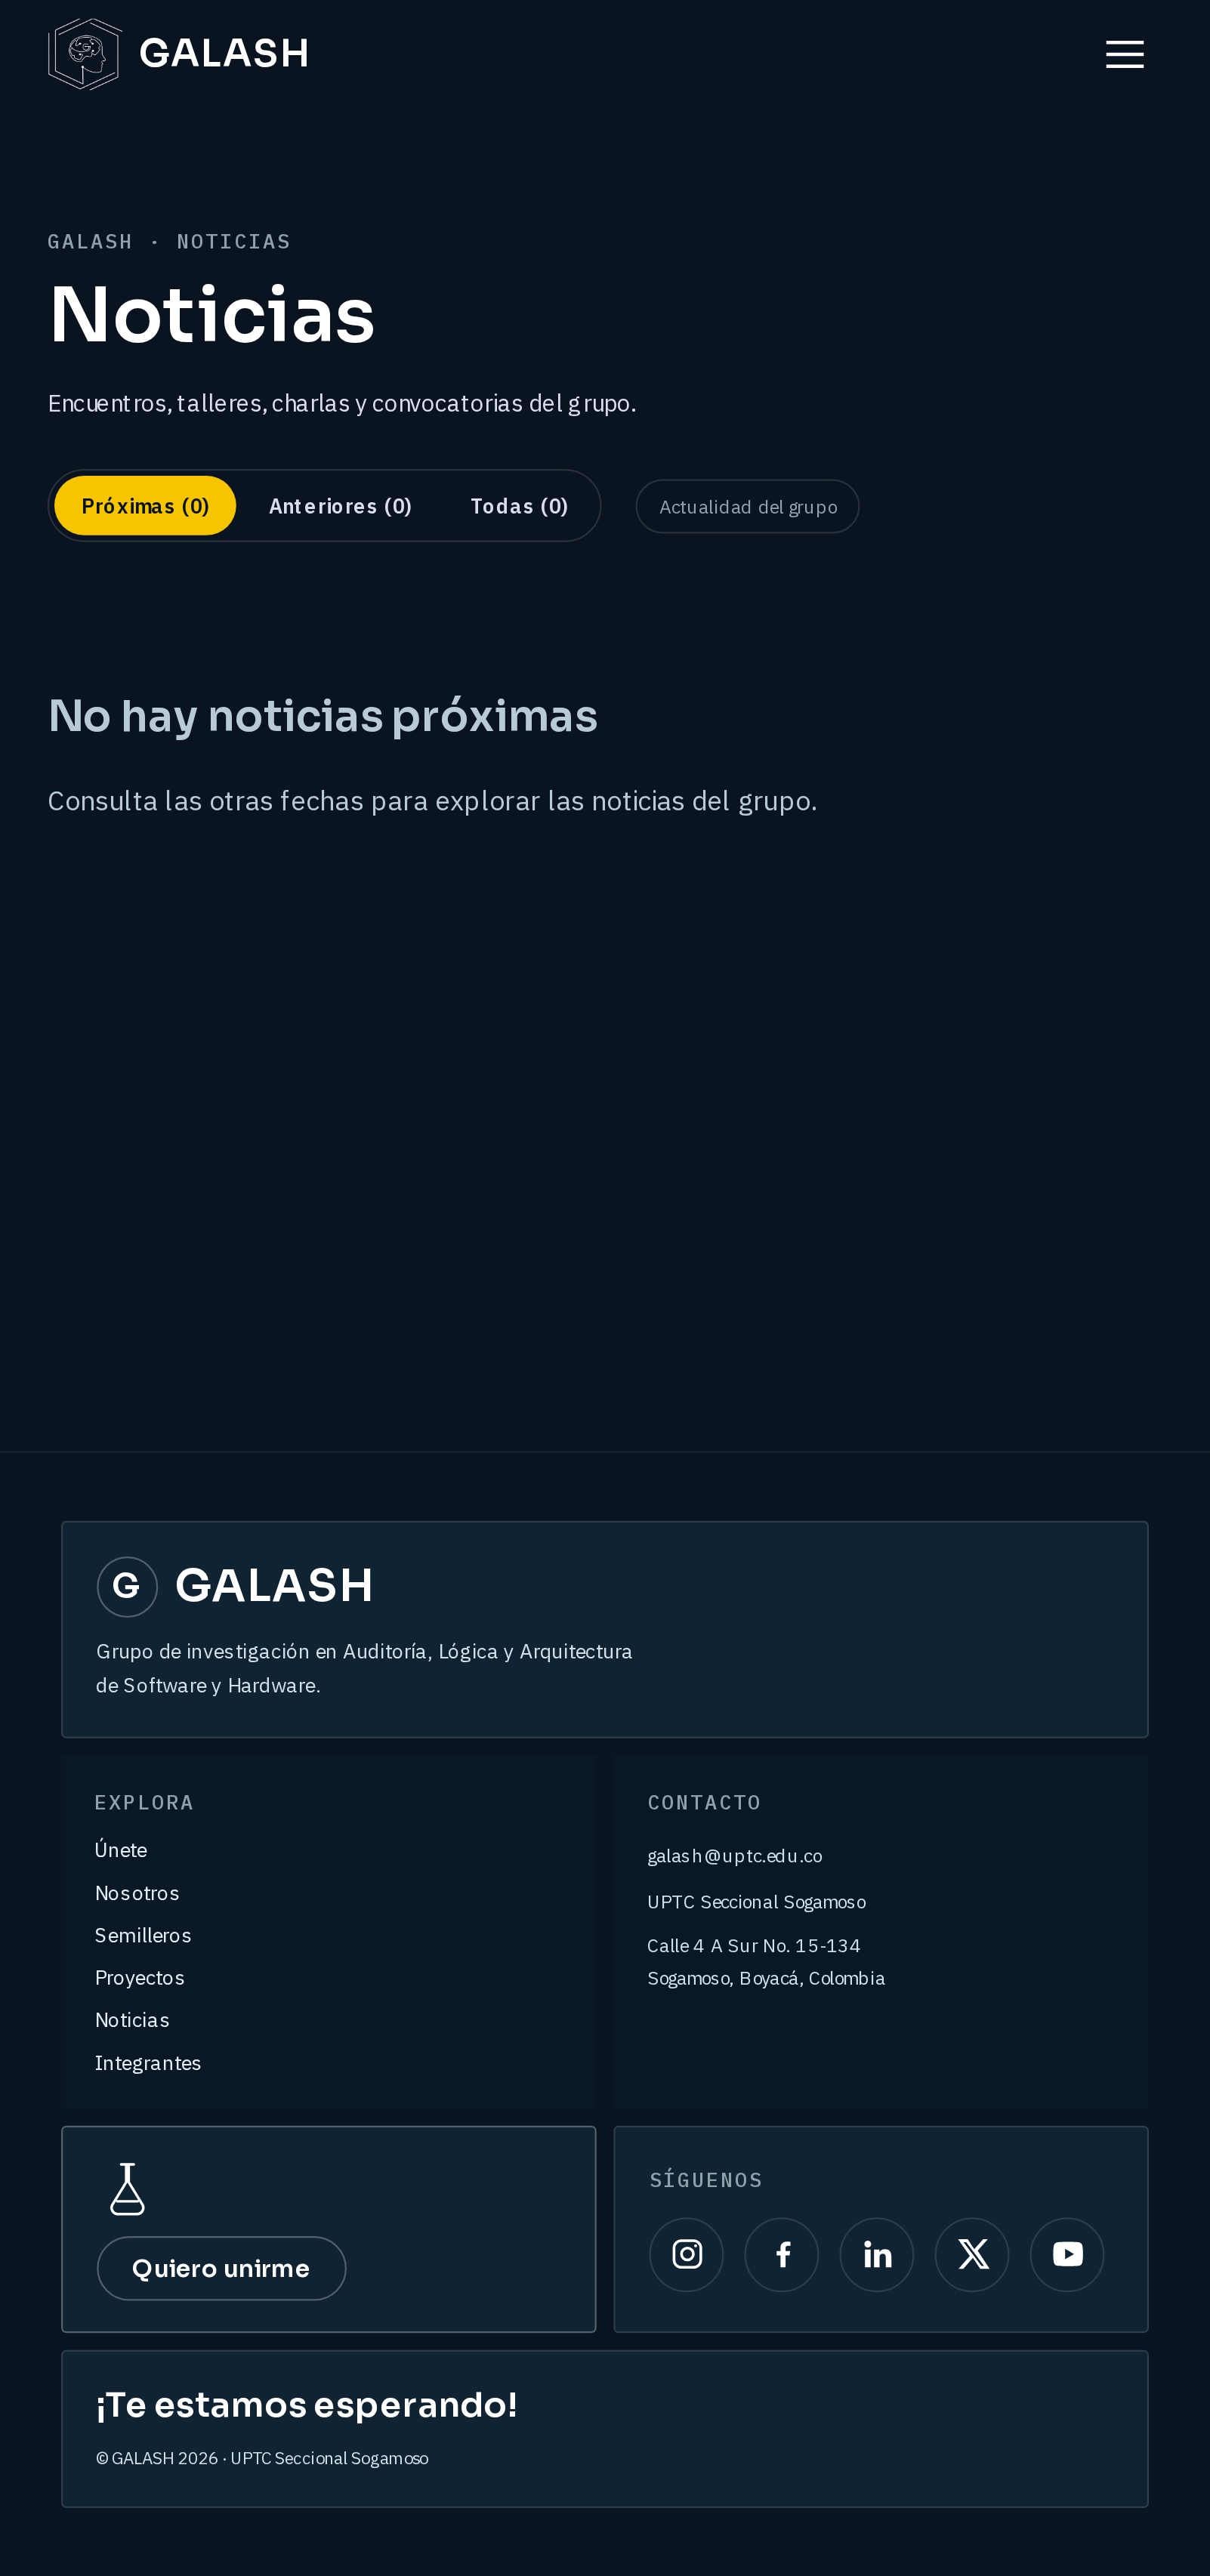 GALASH
GALASH · NOTICIAS
Noticias
Encuentros, talleres, charlas y convocatorias del grupo.
Próximas (0) Anteriores (0) Todas (0) Actualidad del grupo
No hay noticias próximas
Consulta las otras fechas para explorar las noticias del grupo.
G GALASH
Grupo de investigación en Auditoría, Lógica y Arquitectura
de Software y Hardware.
EXPLORA
Únete
Nosotros
Semilleros
Proyectos
Noticias
Integrantes
CONTACTO
galash@uptc.edu.co
UPTC Seccional Sogamoso
Calle 4 A Sur No. 15-134
Sogamoso, Boyacá, Colombia
Quiero unirme
SÍGUENOS
¡Te estamos esperando!
© GALASH 2026 · UPTC Seccional Sogamoso